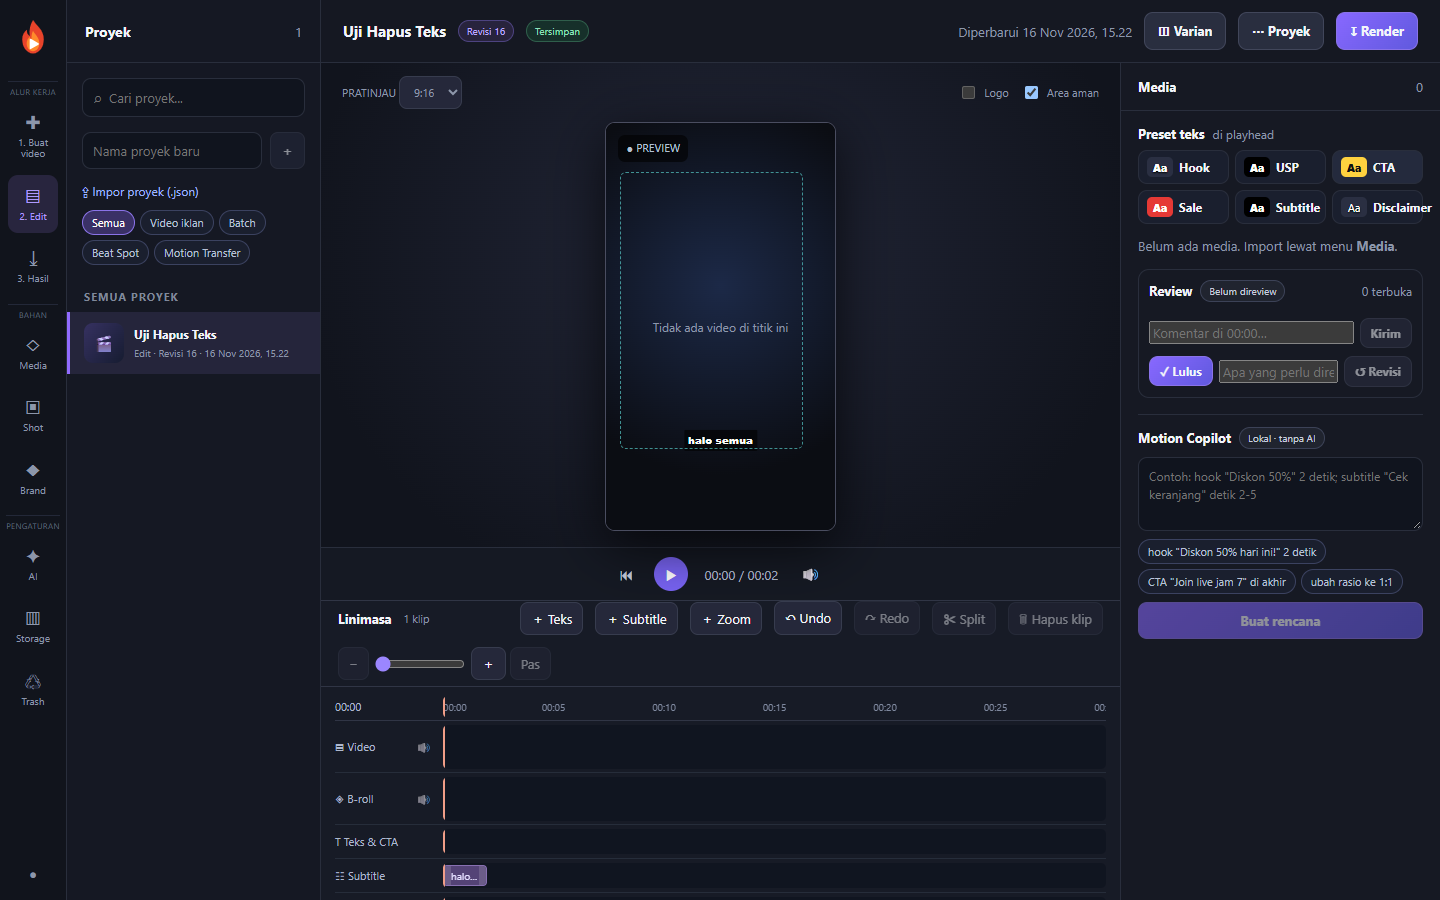 ALUR KERJA
1. Buat
video
2. Edit
3. Hasil
BAHAN
Media
Shot
Brand
PENGATURAN
AI
Storage
Trash
Proyek 1
Cari proyek...
Nama proyek baru +
Impor proyek (.json)
Semua Video iklan Batch
Beat Spot Motion Transfer
SEMUA PROYEK
Uji Hapus Teks
Edit · Revisi 16 · 16 Nov 2026, 15.22
Uji Hapus Teks Revisi 16 Tersimpan
Diperbarui 16 Nov 2026, 15.22 Varian ··· Proyek Render
PRATINJAU 9:16 Logo Area aman
● PREVIEW
Tidak ada video di titik ini
halo semua
00:00 / 00:02
Linimasa 1 klip + Teks + Subtitle + Zoom Undo Redo Split Hapus klip
− + Pas
00:00 00:00 00:05 00:10 00:15 00:20 00:25 00:
Video
B-roll
T Teks & CTA
Subtitle halo...
Media 0
Preset teks di playhead
Aa Hook Aa USP Aa CTA
Aa Sale Aa Subtitle Aa Disclaimer
Belum ada media. Import lewat menu Media.
Review Belum direview 0 terbuka
Komentar di 00:00... Kirim
✓ Lulus Apa yang perlu dire Revisi
Motion Copilot Lokal · tanpa AI
Contoh: hook "Diskon 50%" 2 detik; subtitle "Cek
keranjang" detik 2-5
hook "Diskon 50% hari ini!" 2 detik
CTA "Join live jam 7" di akhir ubah rasio ke 1:1
Buat rencana